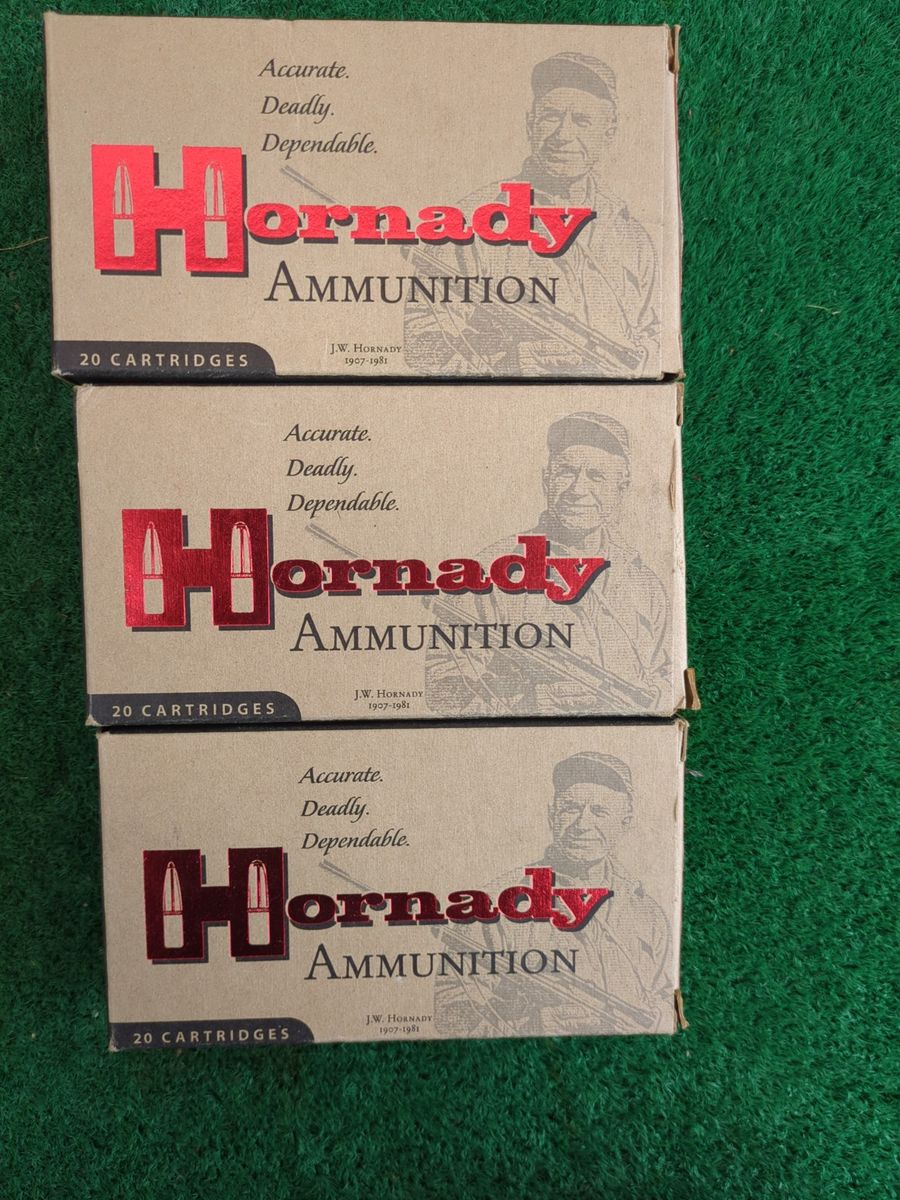 Accurate.
Deadly.
Dependable.
Hornady
AMMUNITION
J.W. HORNADY
1907-1981
20 CARTRIDGES
Accurate.
Deadly.
Dependable.
Hornady
AMMUNITION
J.W. HORNADY
1907-1981
20 CARTRIDGES
Accurate.
Deadly.
Dependable.
Hornady
AMMUNITION
J.W. HORNADY
1907-1981
20 CARTRIDGES